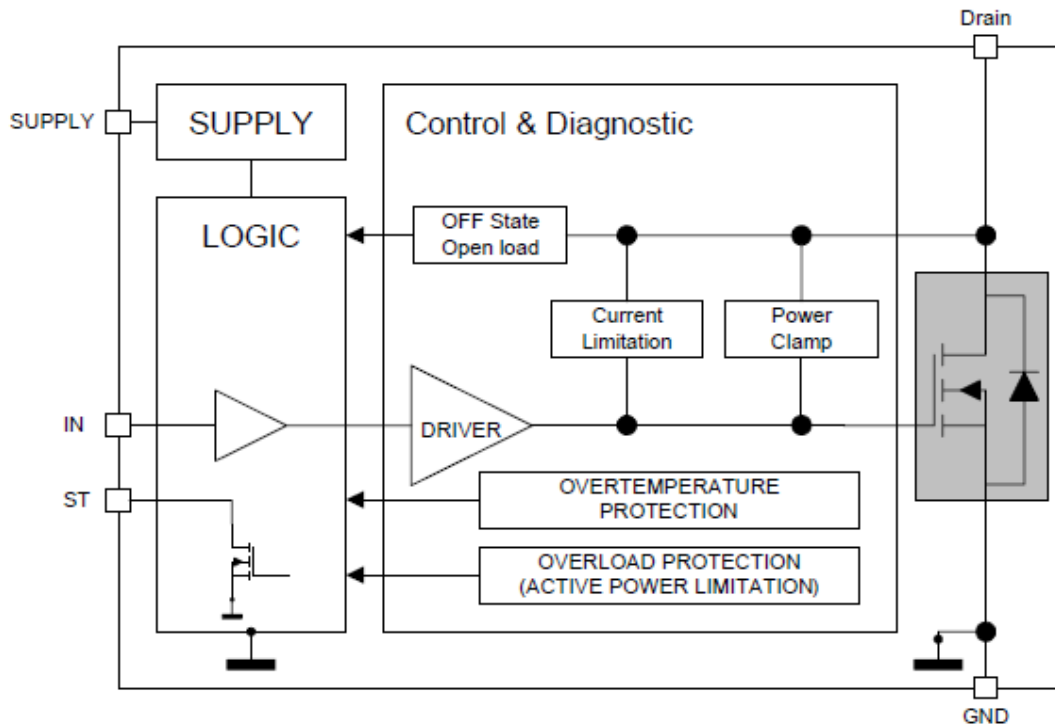 Drain
SUPPLY
SUPPLY
Control & Diagnostic
LOGIC
OFF State
Open load
Current
Limitation
Power
Clamp
IN
DRIVER
ST
OVERTEMPERATURE
PROTECTION
OVERLOAD PROTECTION
(ACTIVE POWER LIMITATION)
GND